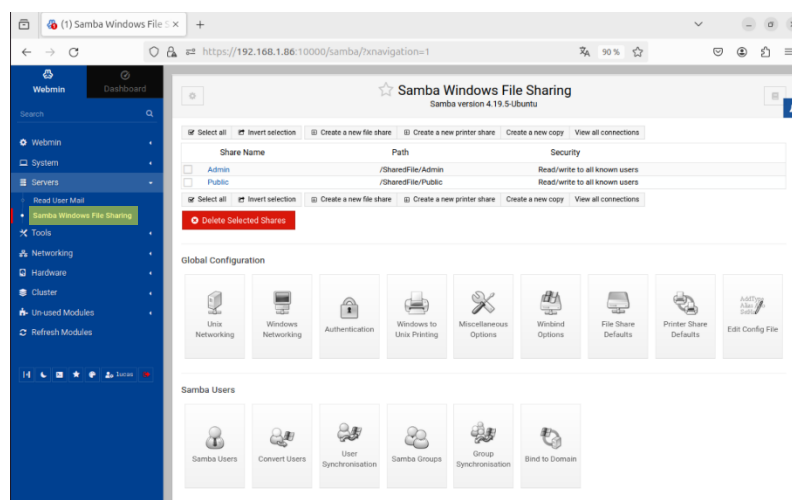 (1) Samba Windows File S
https://192.168.1.86:10000/samba/?xnavigation=1
90 %
Webmin
Dashboard
Search
Webmin
System
Servers
Read User Mail
Samba Windows File Sharing
Tools
Networking
Hardware
Cluster
Un-used Modules
Refresh Modules
lucas
Samba Windows File Sharing
Samba version 4.19.5-Ubuntu
Select all Invert selection Create a new file share Create a new printer share Create a new copy View all connections
Share Name Path Security
Admin /SharedFile/Admin Read/write to all known users
Public /SharedFile/Public Read/write to all known users
Select all Invert selection Create a new file share Create a new printer share Create a new copy View all connections
Delete Selected Shares
Global Configuration
Unix Networking
Windows Networking
Authentication
Windows to Unix Printing
Miscellaneous Options
Winbind Options
File Share Defaults
Printer Share Defaults
Edit Config File
Samba Users
Samba Users
Convert Users
User Synchronisation
Samba Groups
Group Synchronisation
Bind to Domain